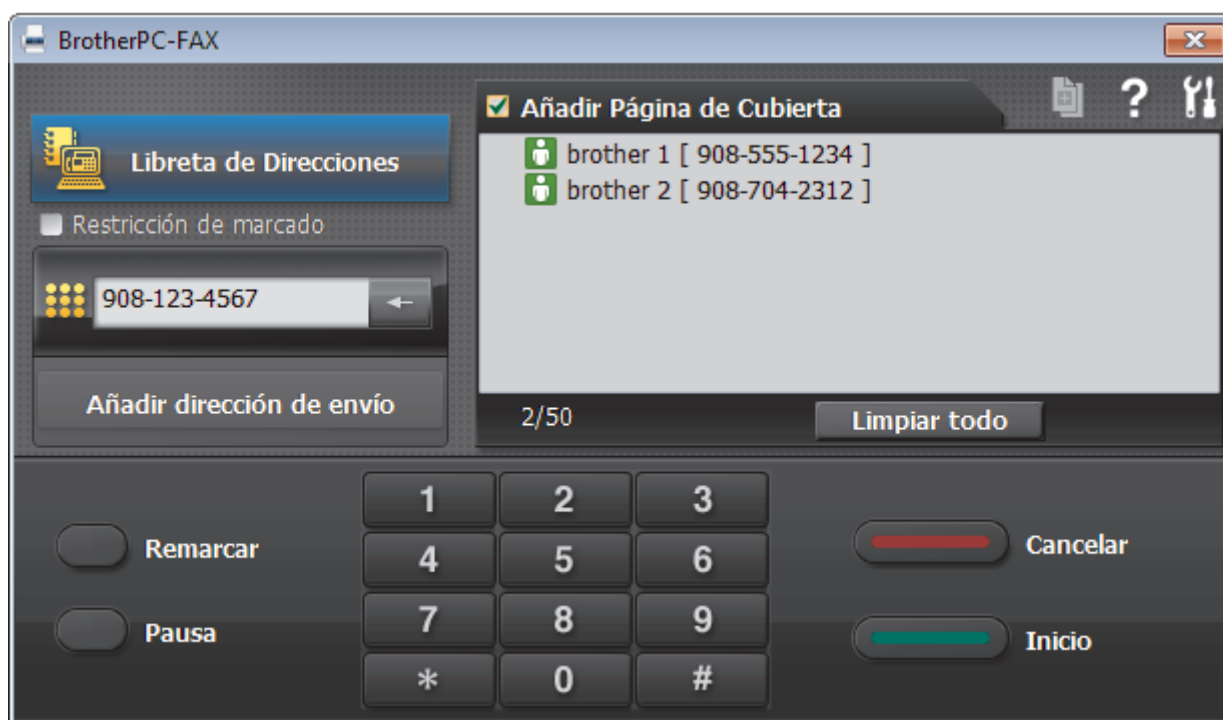 BrotherPC-FAX
Añadir Página de Cubierta
?
Libreta de Direcciones
brother 1 [ 908-555-1234 ]
brother 2 [ 908-704-2312 ]
Restricción de marcado
908-123-4567
Añadir dirección de envío
2/50
Limpiar todo
1 2 3
Remarcar
Cancelar
4 5 6
7 8 9
Pausa
Inicio
* 0 #